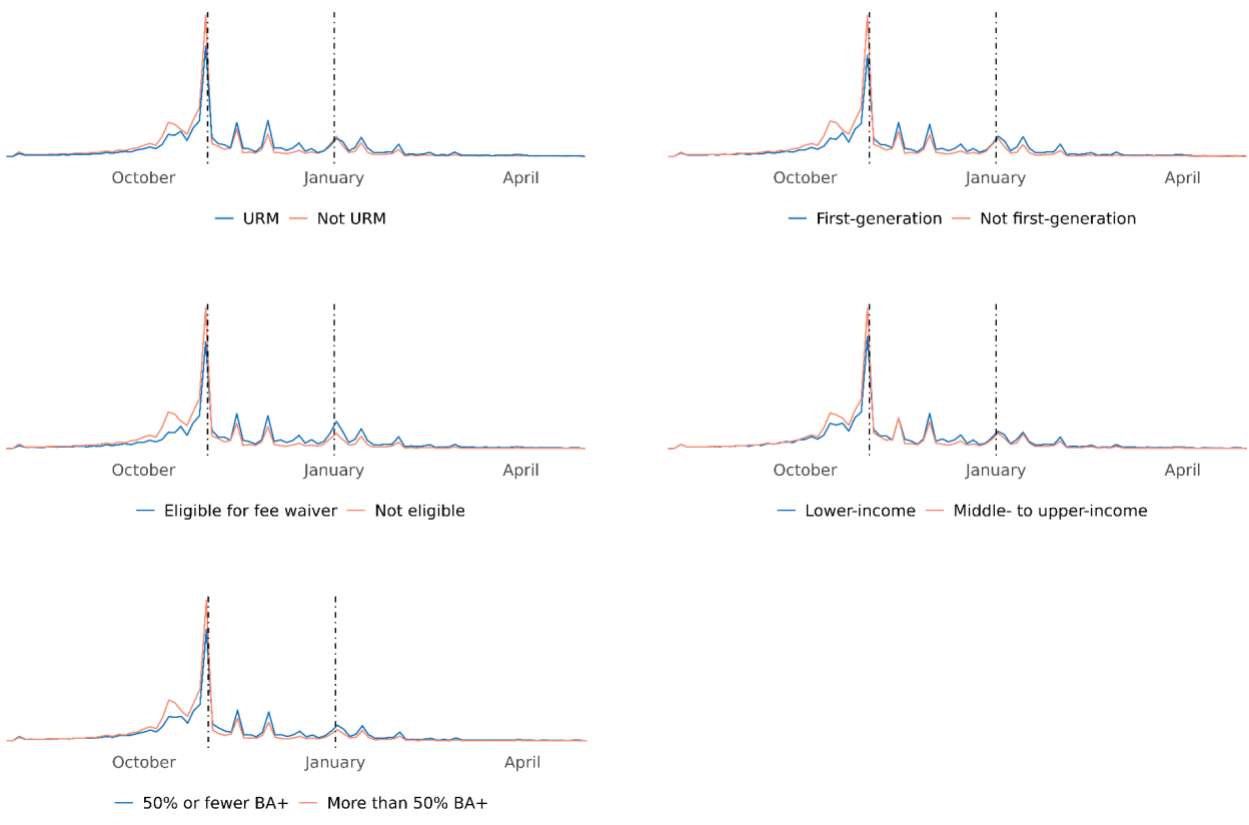 October January April
URM Not URM
October January April
First-generation Not first-generation
October January April
Eligible for fee waiver Not eligible
October January April
Lower-income Middle- to upper-income
October January April
50% or fewer BA+ More than 50% BA+